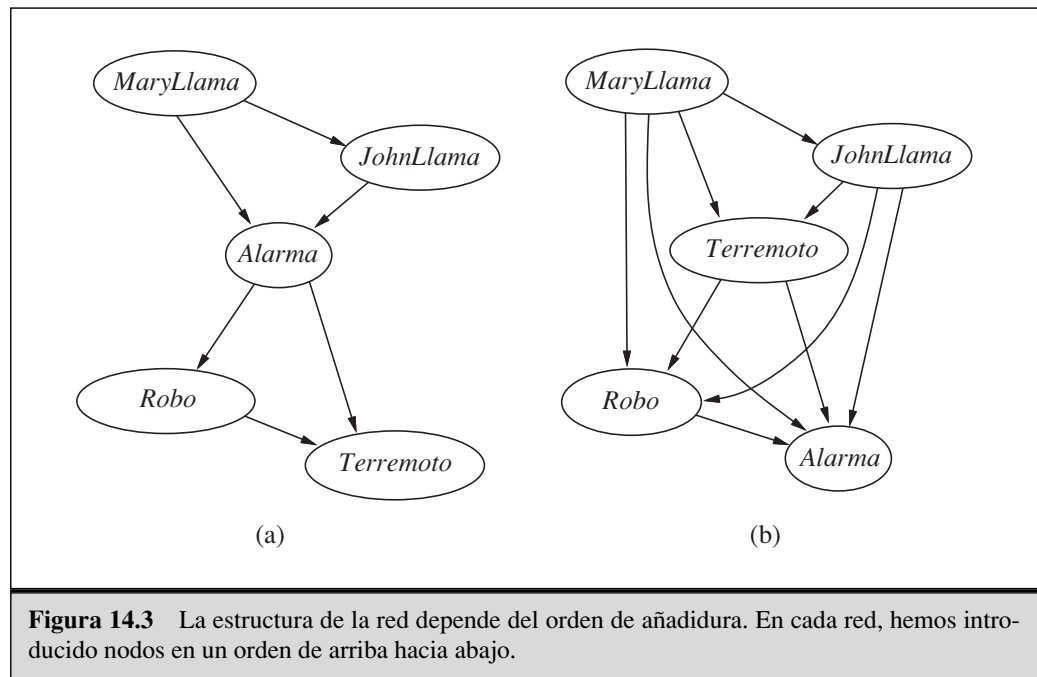 MaryLlama
JohnLlama
Alarma
Robo
Terremoto
(a)
MaryLlama
JohnLlama
Terremoto
Robo
Alarma
(b)
Figura 14.3 La estructura de la red depende del orden de añadidura. En cada red, hemos intro-
ducido nodos en un orden de arriba hacia abajo.